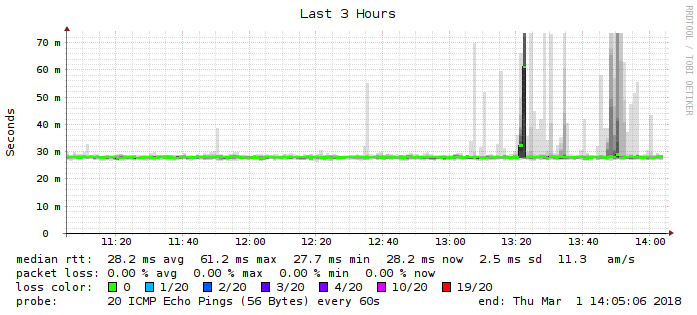 Last 3 Hours
RRDTOOL / TOBI OETIKER
Seconds
70 m
60 m
50 m
40 m
30 m
20 m
10 m
0
11:20 11:40 12:00 12:20 12:40 13:00 13:20 13:40 14:00
median rtt: 28.2 ms avg 61.2 ms max 27.7 ms min 28.2 ms now 2.5 ms sd 11.3 am/s
packet loss: 0.00 % avg 0.00 % max 0.00 % min 0.00 % now
loss color: 0 1/20 2/20 3/20 4/20 10/20 19/20
probe: 20 ICMP Echo Pings (56 Bytes) every 60s end: Thu Mar 1 14:05:06 2018